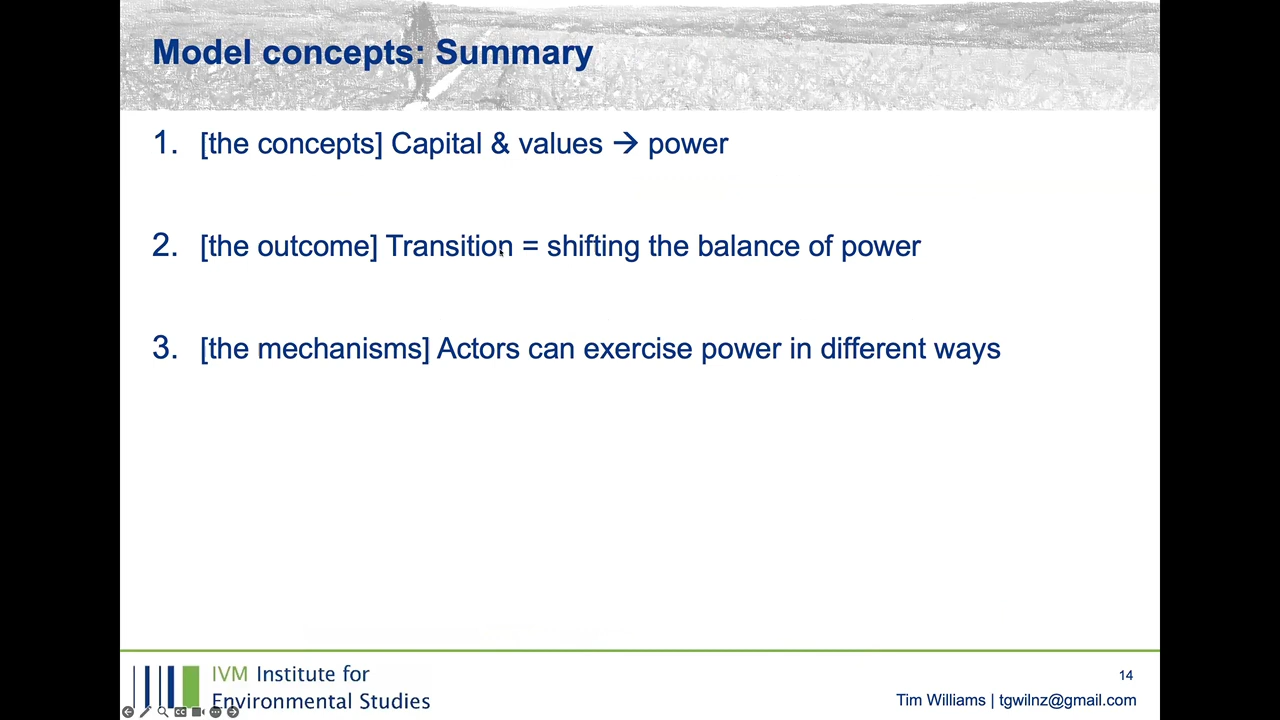 Model concepts: Summary
1. [the concepts] Capital & values → power
2. [the outcome] Transition = shifting the balance of power
3. [the mechanisms] Actors can exercise power in different ways
IVM Institute for
Environmental Studies
14
Tim Williams | tgwilnz@gmail.com